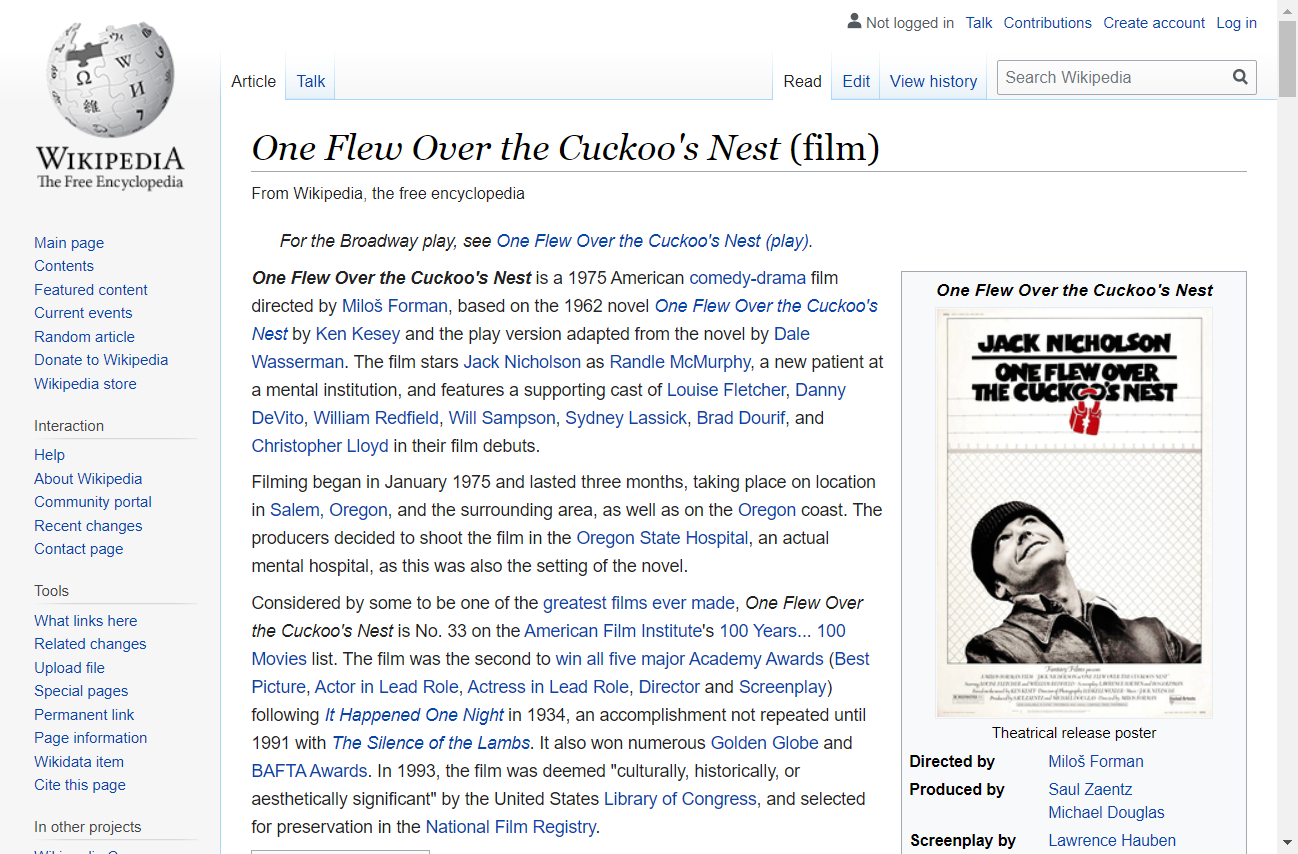 Not logged in Talk Contributions Create account Log in
Article Talk Read Edit View history Search Wikipedia
WIKIPEDIA
The Free Encyclopedia
Main page
Contents
Featured content
Current events
Random article
Donate to Wikipedia
Wikipedia store
Interaction
Help
About Wikipedia
Community portal
Recent changes
Contact page
Tools
What links here
Related changes
Upload file
Special pages
Permanent link
Page information
Wikidata item
Cite this page
In other projects
One Flew Over the Cuckoo's Nest (film)
From Wikipedia, the free encyclopedia
For the Broadway play, see One Flew Over the Cuckoo's Nest (play).
One Flew Over the Cuckoo's Nest is a 1975 American comedy-drama film
directed by Miloš Forman, based on the 1962 novel One Flew Over the Cuckoo's
Nest by Ken Kesey and the play version adapted from the novel by Dale
Wasserman. The film stars Jack Nicholson as Randle McMurphy, a new patient at
a mental institution, and features a supporting cast of Louise Fletcher, Danny
DeVito, William Redfield, Will Sampson, Sydney Lassick, Brad Dourif, and
Christopher Lloyd in their film debuts.
Filming began in January 1975 and lasted three months, taking place on location
in Salem, Oregon, and the surrounding area, as well as on the Oregon coast. The
producers decided to shoot the film in the Oregon State Hospital, an actual
mental hospital, as this was also the setting of the novel.
Considered by some to be one of the greatest films ever made, One Flew Over
the Cuckoo's Nest is No. 33 on the American Film Institute's 100 Years... 100
Movies list. The film was the second to win all five major Academy Awards (Best
Picture, Actor in Lead Role, Actress in Lead Role, Director and Screenplay)
following It Happened One Night in 1934, an accomplishment not repeated until
1991 with The Silence of the Lambs. It also won numerous Golden Globe and
BAFTA Awards. In 1993, the film was deemed "culturally, historically, or
aesthetically significant" by the United States Library of Congress, and selected
for preservation in the National Film Registry.
One Flew Over the Cuckoo's Nest
JACK NICHOLSON
ONE FLEW OVER
THE CUCKOO'S NEST
Theatrical release poster
Directed by Miloš Forman
Produced by Saul Zaentz
Michael Douglas
Screenplay by Lawrence Hauben